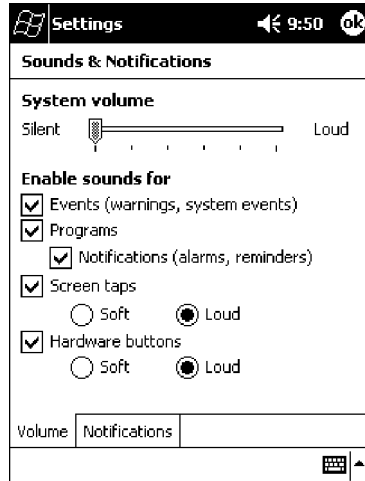 Settings 9:50 ok
Sounds & Notifications
System volume
Silent Loud
Enable sounds for
Events (warnings, system events)
Programs
Notifications (alarms, reminders)
Screen taps
Soft Loud
Hardware buttons
Soft Loud
Volume Notifications